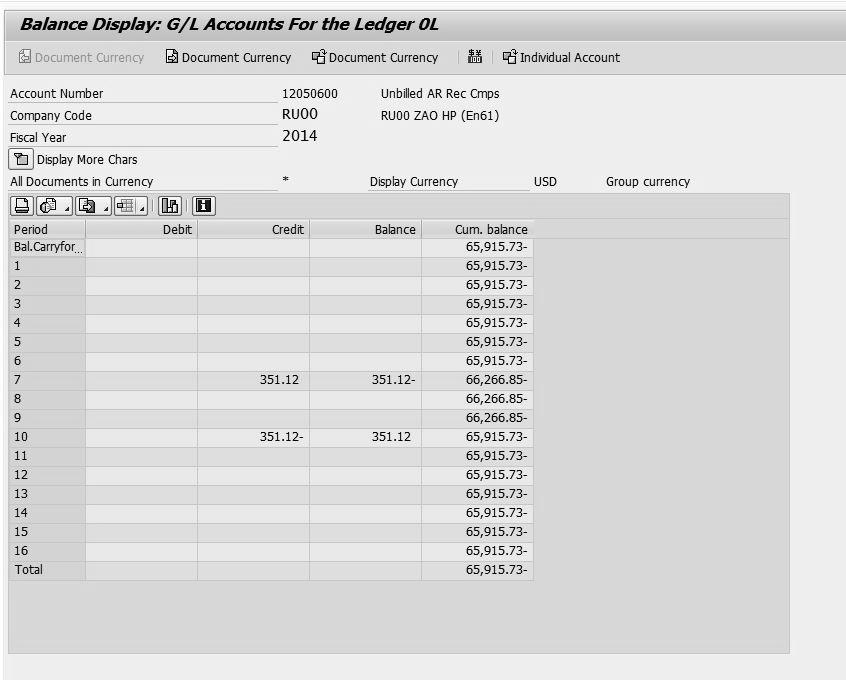 Balance Display: G/L Accounts For the Ledger 0L
Document Currency Document Currency Document Currency Individual Account
Account Number 12050600 Unbilled AR Rec Cmps
Company Code RU00 RU00 ZAO HP (En61)
Fiscal Year 2014
Display More Chars
All Documents in Currency * Display Currency USD Group currency
Period Debit Credit Balance Cum. balance
Bal.Carryfor... 65,915.73-
1 65,915.73-
2 65,915.73-
3 65,915.73-
4 65,915.73-
5 65,915.73-
6 65,915.73-
7 351.12 351.12- 66,266.85-
8 66,266.85-
9 66,266.85-
10 351.12- 351.12 65,915.73-
11 65,915.73-
12 65,915.73-
13 65,915.73-
14 65,915.73-
15 65,915.73-
16 65,915.73-
Total 65,915.73-